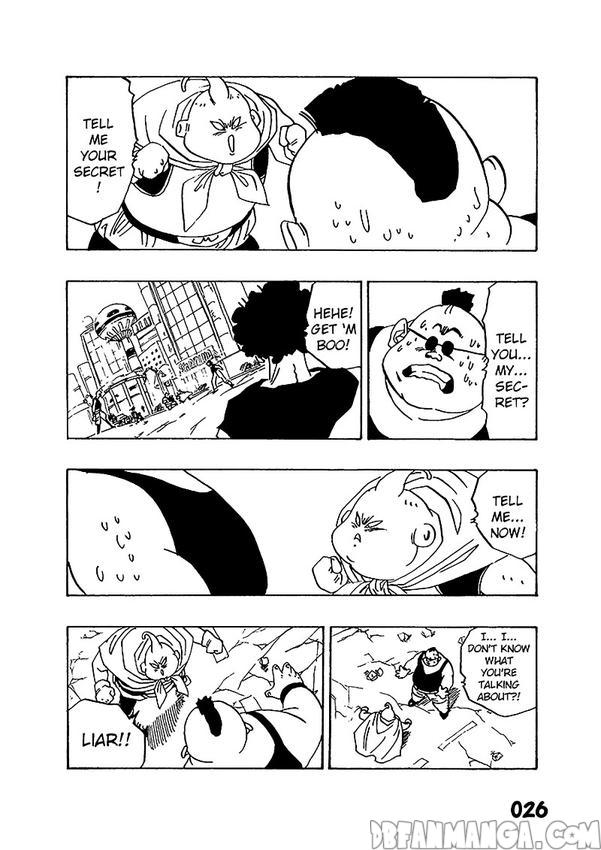 TELL
ME
YOUR
SECRET
!
TELL
YOU...
MY...
SEC-
RET?
HEHE!
GET 'M
BOO!
TELL
ME...
NOW!
I... I...
DON'T KNOW
WHAT
YOU'RE
TALKING
ABOUT?!
LIAR!!
026
DBFANMANGA.COM